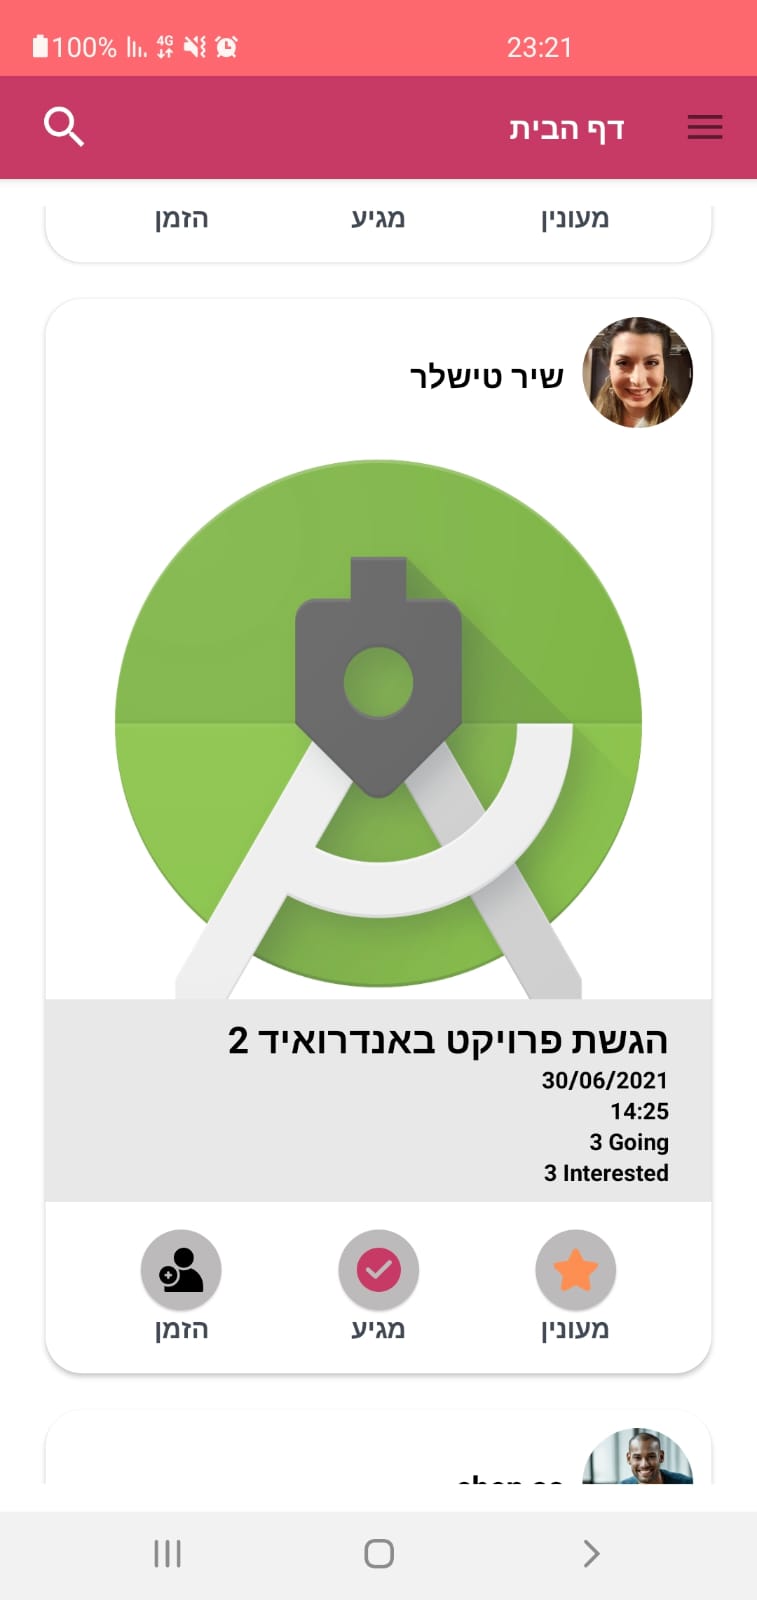 100% 4G 23:21
דף הבית
מעונין מגיע הזמן
שיר טישלר
הגשת פרויקט באנדרואיד 2
30/06/2021
14:25
3 Going
3 Interested
מעונין מגיע הזמן